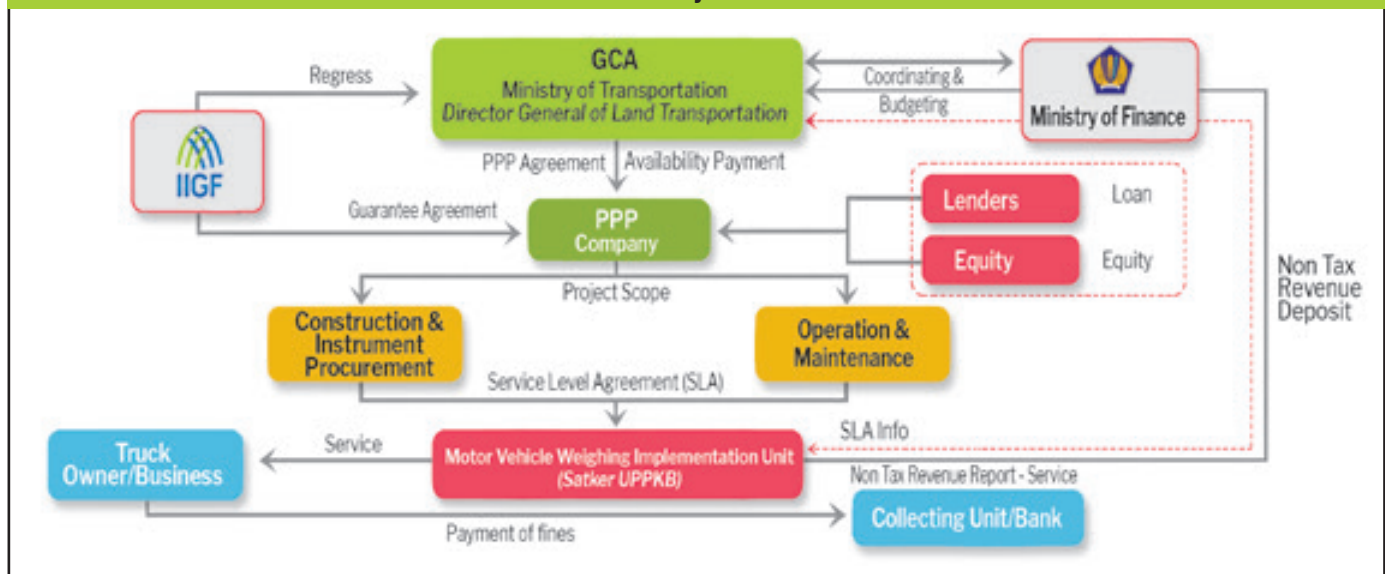 GCA
Ministry of Transportation
Director General of Land Transportation
Regress
Coordinating &
Budgeting
Ministry of Finance
IIGF
PPP Agreement
Availability Payment
Guarantee Agreement
PPP
Company
Lenders
Loan
Equity
Equity
Non Tax
Revenue
Deposit
Project Scope
Construction &
Instrument
Procurement
Operation &
Maintenance
Service Level Agreement (SLA)
SLA Info
Truck
Owner/Business
Service
Motor Vehicle Weighing Implementation Unit
(Satker UPPKB)
Non Tax Revenue Report - Service
Collecting Unit/Bank
Payment of fines